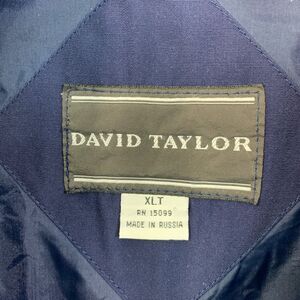 DAVID TAYLOR
XLT
RN 15099
MADE IN RUSSIA